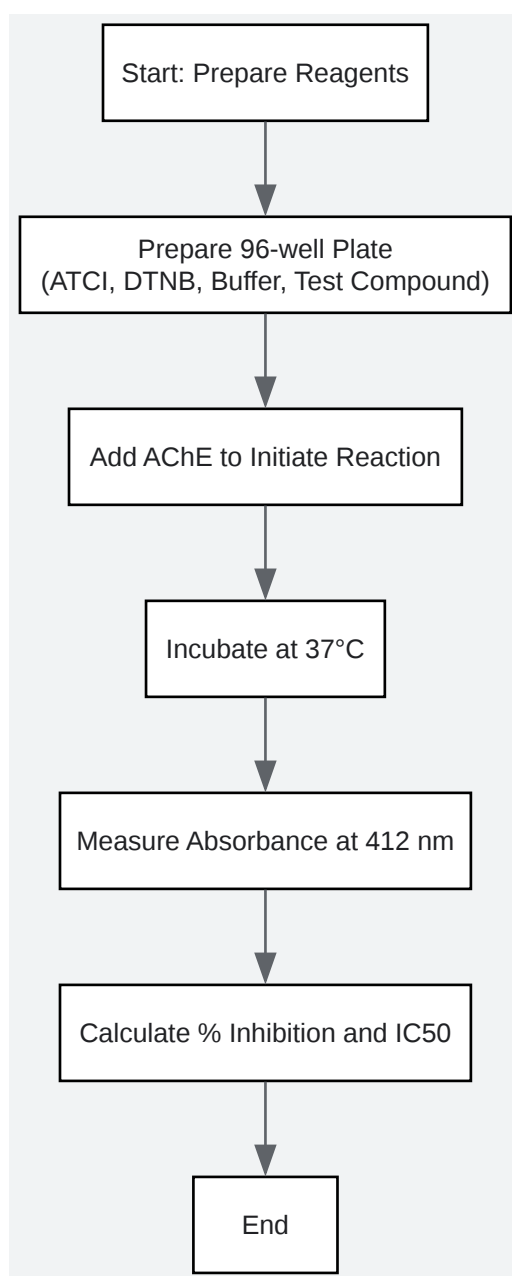 Start: Prepare Reagents
Prepare 96-well Plate
(ATCI, DTNB, Buffer, Test Compound)
Add AChE to Initiate Reaction
Incubate at 37°C
Measure Absorbance at 412 nm
Calculate % Inhibition and IC50
End